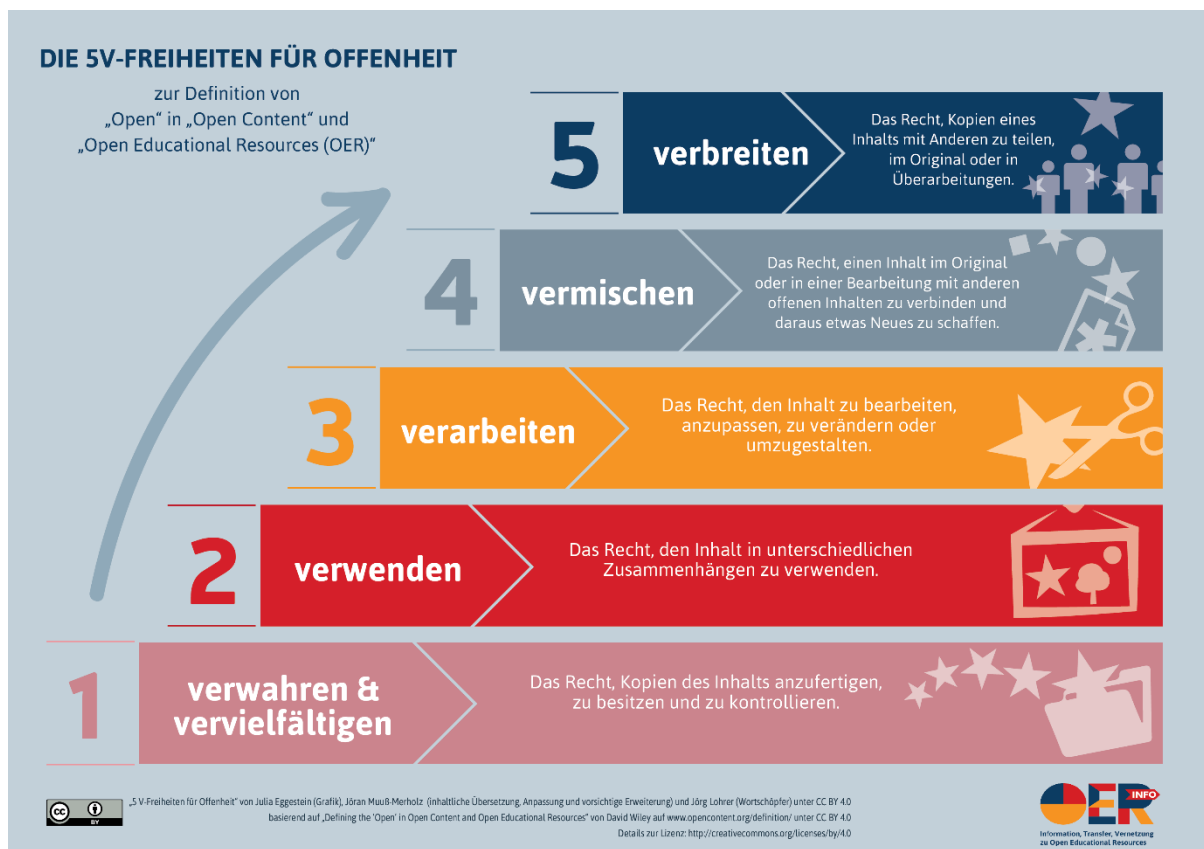 DIE 5V-FREIHEITEN FÜR OFFENHEIT
zur Definition von
„Open“ in „Open Content“ und
„Open Educational Resources (OER)“
5
verbreiten
Das Recht, Kopien eines
Inhalts mit Anderen zu teilen,
im Original oder in
Überarbeitungen.
4
vermischen
Das Recht, einen Inhalt im Original
oder in einer Bearbeitung mit anderen
offenen Inhalten zu verbinden und
daraus etwas Neues zu schaffen.
3
verarbeiten
Das Recht, den Inhalt zu bearbeiten,
anzupassen, zu verändern oder
umzugestalten.
2
verwenden
Das Recht, den Inhalt in unterschiedlichen
Zusammenhängen zu verwenden.
1
verwahren &
vervielfältigen
Das Recht, Kopien des Inhalts anzufertigen,
zu besitzen und zu kontrollieren.
cc
BY
„5 V-Freiheiten für Offenheit“ von Julia Eggestein (Grafik), Jöran Muuß-Merholz (inhaltliche Übersetzung, Anpassung und vorsichtige Erweiterung) und Jörg Lohrer (Wortschöpfer) unter CC BY 4.0
basierend auf „Defining the 'Open' in Open Content and Open Educational Resources“ von David Wiley auf www.opencontent.org/definition/ unter CC BY 4.0
Details zur Lizenz: http://creativecommons.org/licenses/by/4.0
OER INFO
Information, Transfer, Vernetzung
zu Open Educational Resources